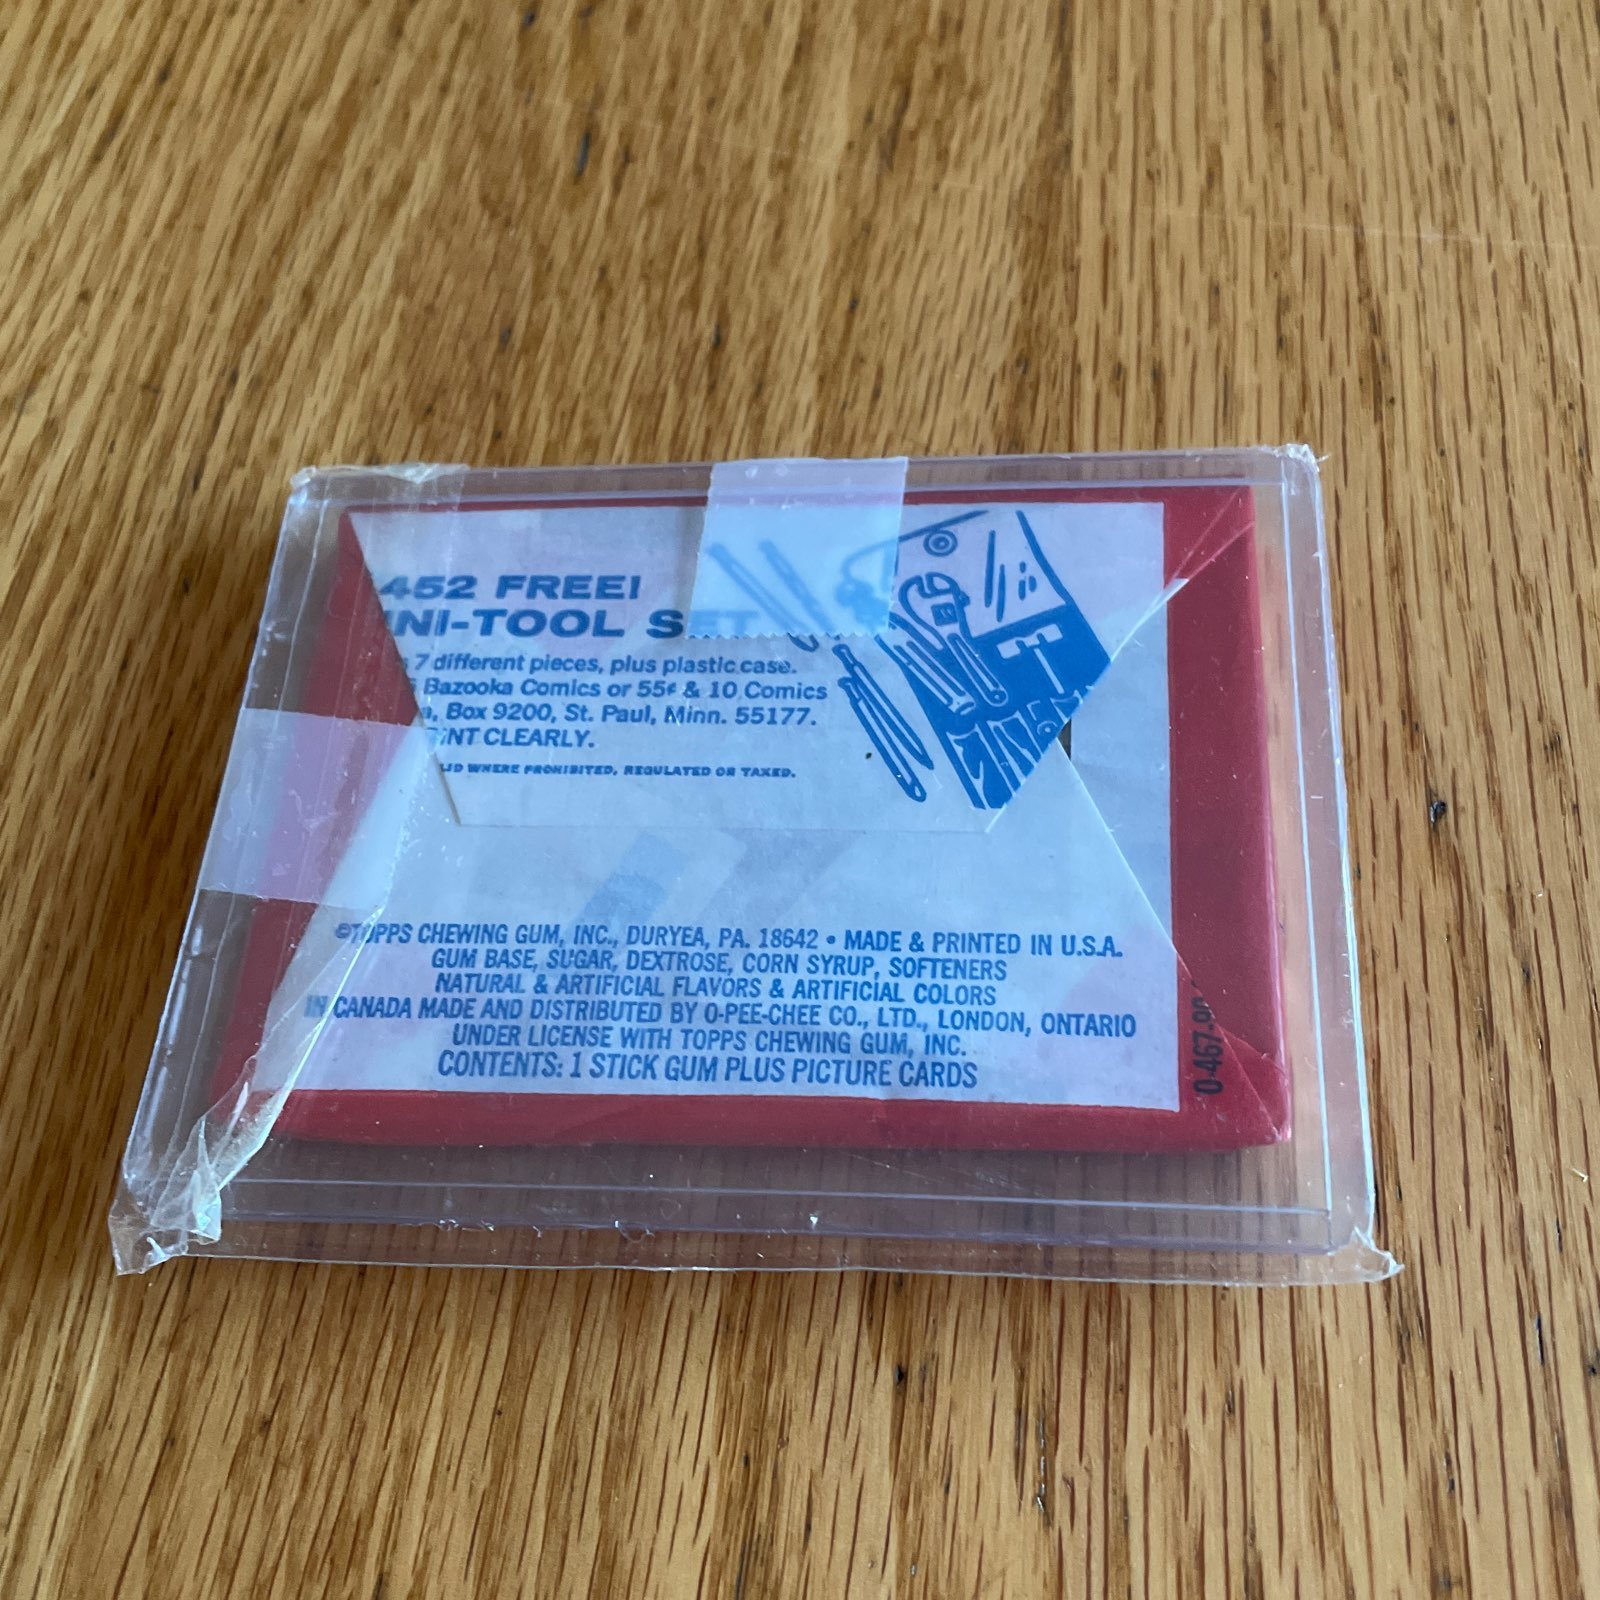 452 FREE!
NI-TOOL SET
7 different pieces, plus plastic case.
Bazooka Comics or 55¢ & 10 Comics
Box 9200, St. Paul, Minn. 55177.
INT CLEARLY.
WHERE PROHIBITED, REGULATED OR TAXED.
©TOPPS CHEWING GUM, INC., DURYEA, PA. 18642 • MADE & PRINTED IN U.S.A.
GUM BASE, SUGAR, DEXTROSE, CORN SYRUP, SOFTENERS
NATURAL & ARTIFICIAL FLAVORS & ARTIFICIAL COLORS
IN CANADA MADE AND DISTRIBUTED BY O-PEE-CHEE CO., LTD., LONDON, ONTARIO
UNDER LICENSE WITH TOPPS CHEWING GUM, INC.
CONTENTS: 1 STICK GUM PLUS PICTURE CARDS